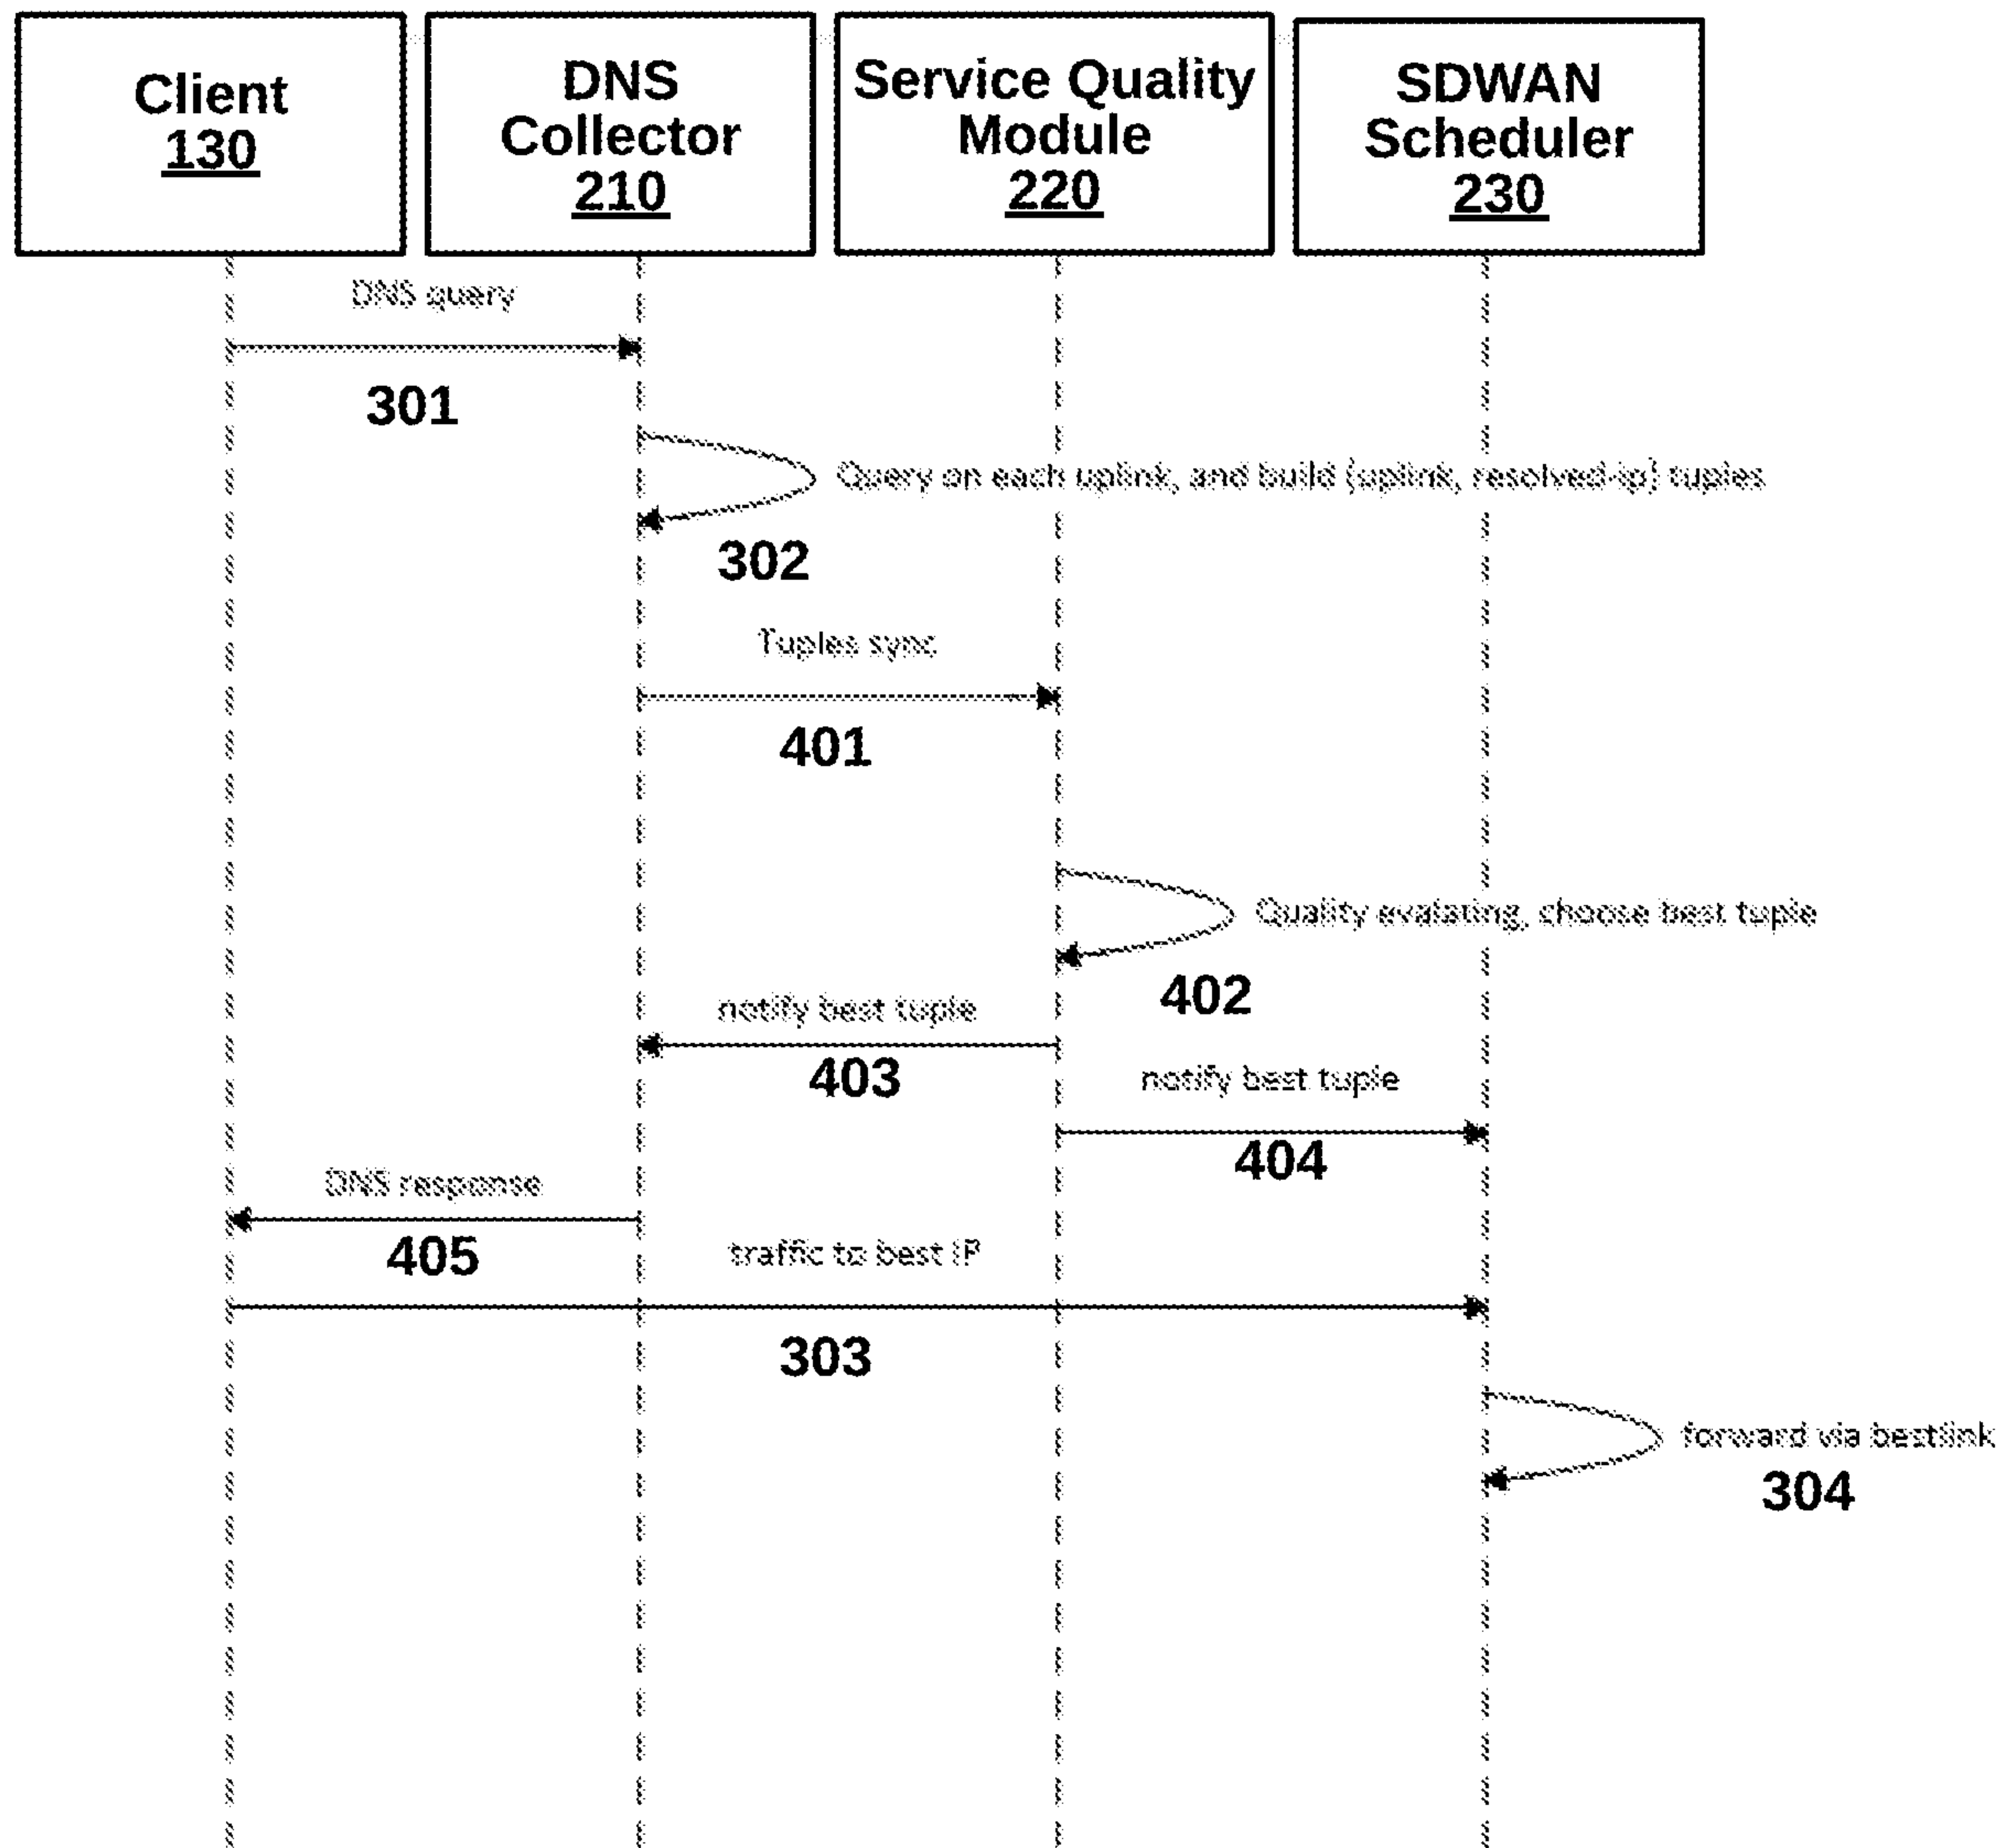 Client
130
DNS
Collector
210
Service Quality
Module
220
SDWAN
Scheduler
230
DNS query
301
Query on each uplink, and build {uplink, resolved-ip} tuples
302
Tuples sync
401
Quality evalating, choose best tuple
402
notify best tuple
403
notify best tuple
404
DNS response
405
traffic to best IP
303
forward via bestlink
304